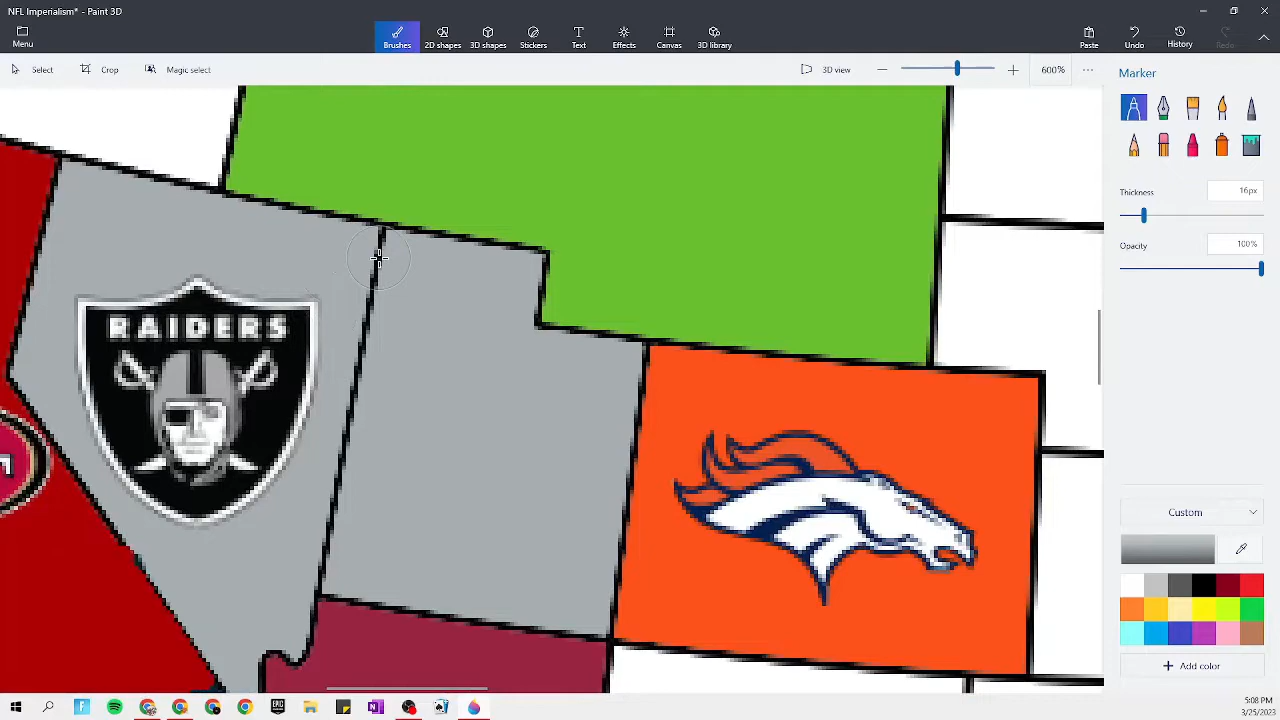 NFL Imperialism* - Paint 3D
Menu
Brushes
2D shapes
3D shapes
Stickers
Text
Effects
Canvas
3D library
Paste
Undo
History
Redo
Select
Crop
Magic select
3D view
600%
Marker
Thickness
16px
Opacity
100%
RAIDERS
Custom
Add color
5:08 PM
3/25/2023